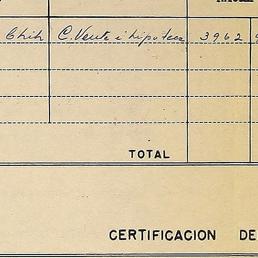 Chih C. Venta e hipoteca 3962
TOTAL
CERTIFICACION DE